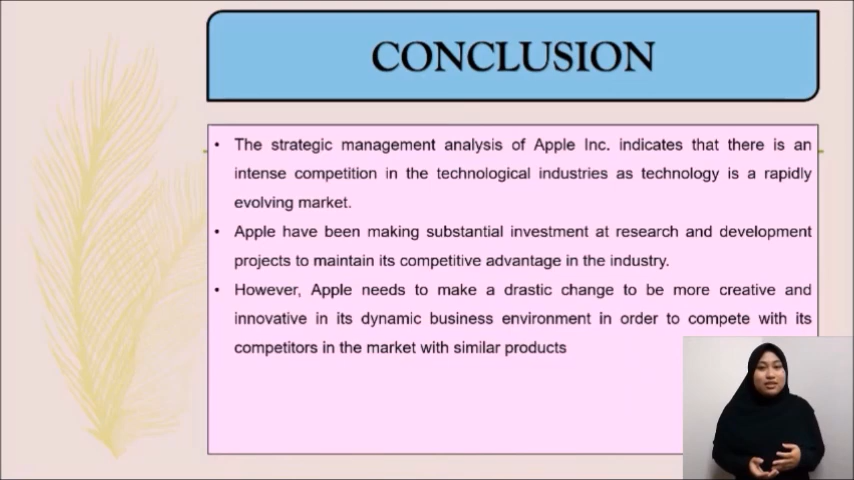 CONCLUSION
• The strategic management analysis of Apple Inc. indicates that there is an
intense competition in the technological industries as technology is a rapidly
evolving market.
• Apple have been making substantial investment at research and development
projects to maintain its competitive advantage in the industry.
• However, Apple needs to make a drastic change to be more creative and
innovative in its dynamic business environment in order to compete with its
competitors in the market with similar products